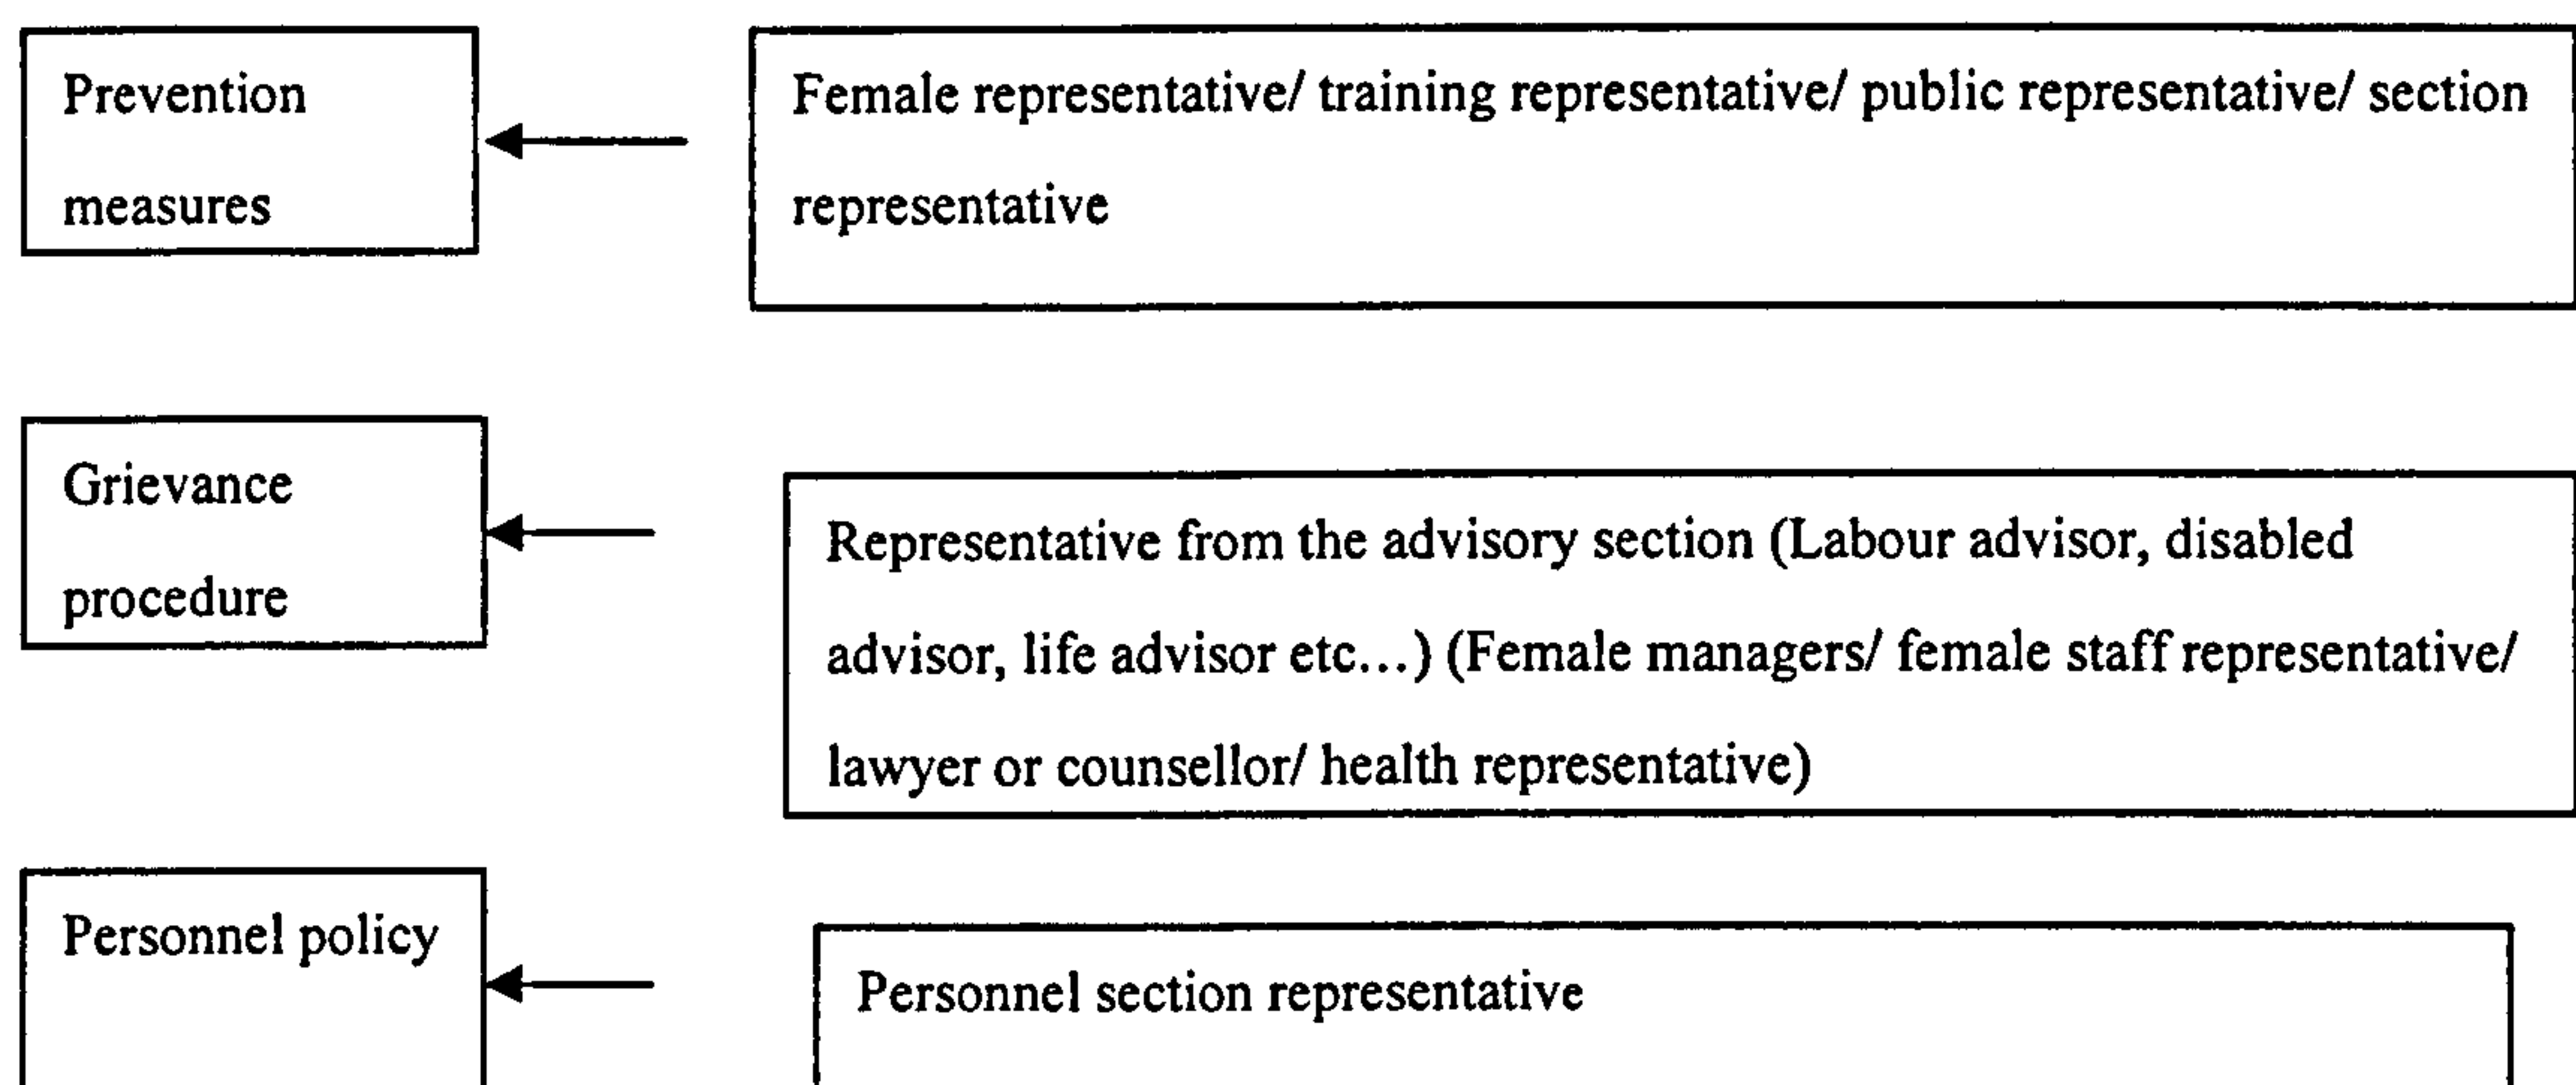 Prevention
measures
Female representative/ training representative/ public representative/ section
representative
Grievance
procedure
Representative from the advisory section (Labour advisor, disabled
advisor, life advisor etc...) (Female managers/ female staff representative/
lawyer or counsellor/ health representative)
Personnel policy
Personnel section representative